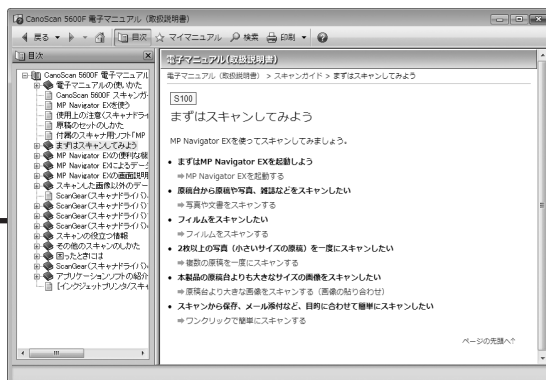 CanoScan 5600F 電子マニュアル（取扱説明書）
戻る 目次 マイマニュアル 検索 印刷
目次
CanoScan 5600F 電子マニュアル
電子マニュアルの使いかた
CanoScan 5600F スキャンガ
MP Navigator EXを使う
使用上の注意(スキャナドライ
原稿のセットのしかた
付属のスキャナ用ソフト「MP
まずはスキャンしてみよう
MP Navigator EXの便利な機
MP Navigator EXによるデー
MP Navigator EXの画面説明
スキャンした画像以外のデー
ScanGear（スキャナドライバ）
ScanGear（スキャナドライバ）
ScanGear（スキャナドライバ）
スキャンの役立つ情報
その他のスキャンのしかた
困ったときには
ScanGear（スキャナドライバ）
アプリケーションソフトの紹介
[インクジェットプリンタ/スキャ
電子マニュアル(取扱説明書)
電子マニュアル（取扱説明書） > スキャンガイド > まずはスキャンしてみよう
S100
まずはスキャンしてみよう
MP Navigator EXを使ってスキャンしてみましょう。
• まずはMP Navigator EXを起動しよう
⇒MP Navigator EXを起動する
• 原稿台から原稿や写真、雑誌などをスキャンしたい
⇒写真や文書をスキャンする
• フィルムをスキャンしたい
⇒フィルムをスキャンする
• 2枚以上の写真（小さいサイズの原稿）を一度にスキャンしたい
⇒複数の原稿を一度にスキャンする
• 本製品の原稿台よりも大きなサイズの画像をスキャンしたい
⇒原稿台より大きな画像をスキャンする（画像の貼り合わせ）
• スキャンから保存、メール添付など、目的に合わせて簡単にスキャンしたい
⇒ワンクリックで簡単にスキャンする
ページの先頭へ↑